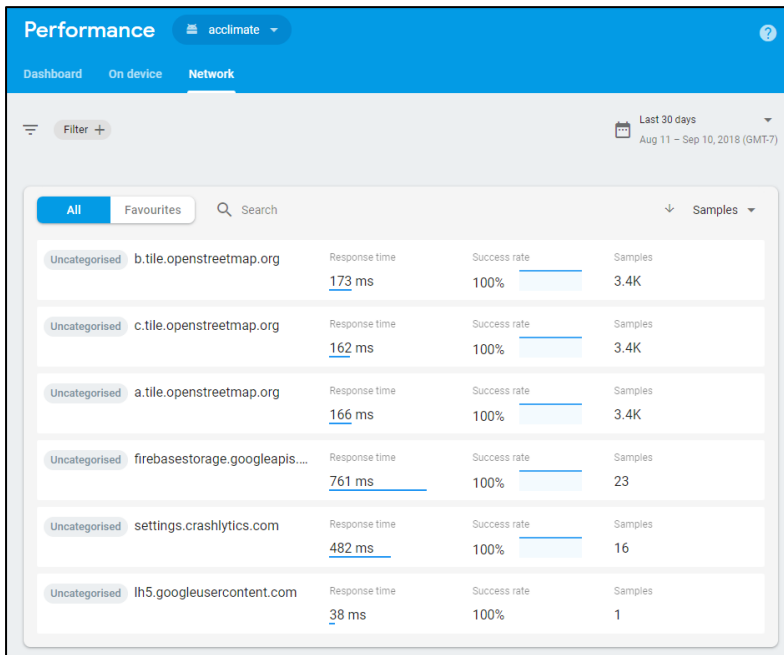 Performance acclimate
Dashboard On device Network
Filter
Last 30 days
Aug 11 – Sep 10, 2018 (GMT-7)
All Favourites Search Samples
Uncategorised b.tile.openstreetmap.org Response time Success rate Samples
173 ms 100% 3.4K
Uncategorised c.tile.openstreetmap.org Response time Success rate Samples
162 ms 100% 3.4K
Uncategorised a.tile.openstreetmap.org Response time Success rate Samples
166 ms 100% 3.4K
Uncategorised firebasestorage.googleapis.... Response time Success rate Samples
761 ms 100% 23
Uncategorised settings.crashlytics.com Response time Success rate Samples
482 ms 100% 16
Uncategorised lh5.googleusercontent.com Response time Success rate Samples
38 ms 100% 1